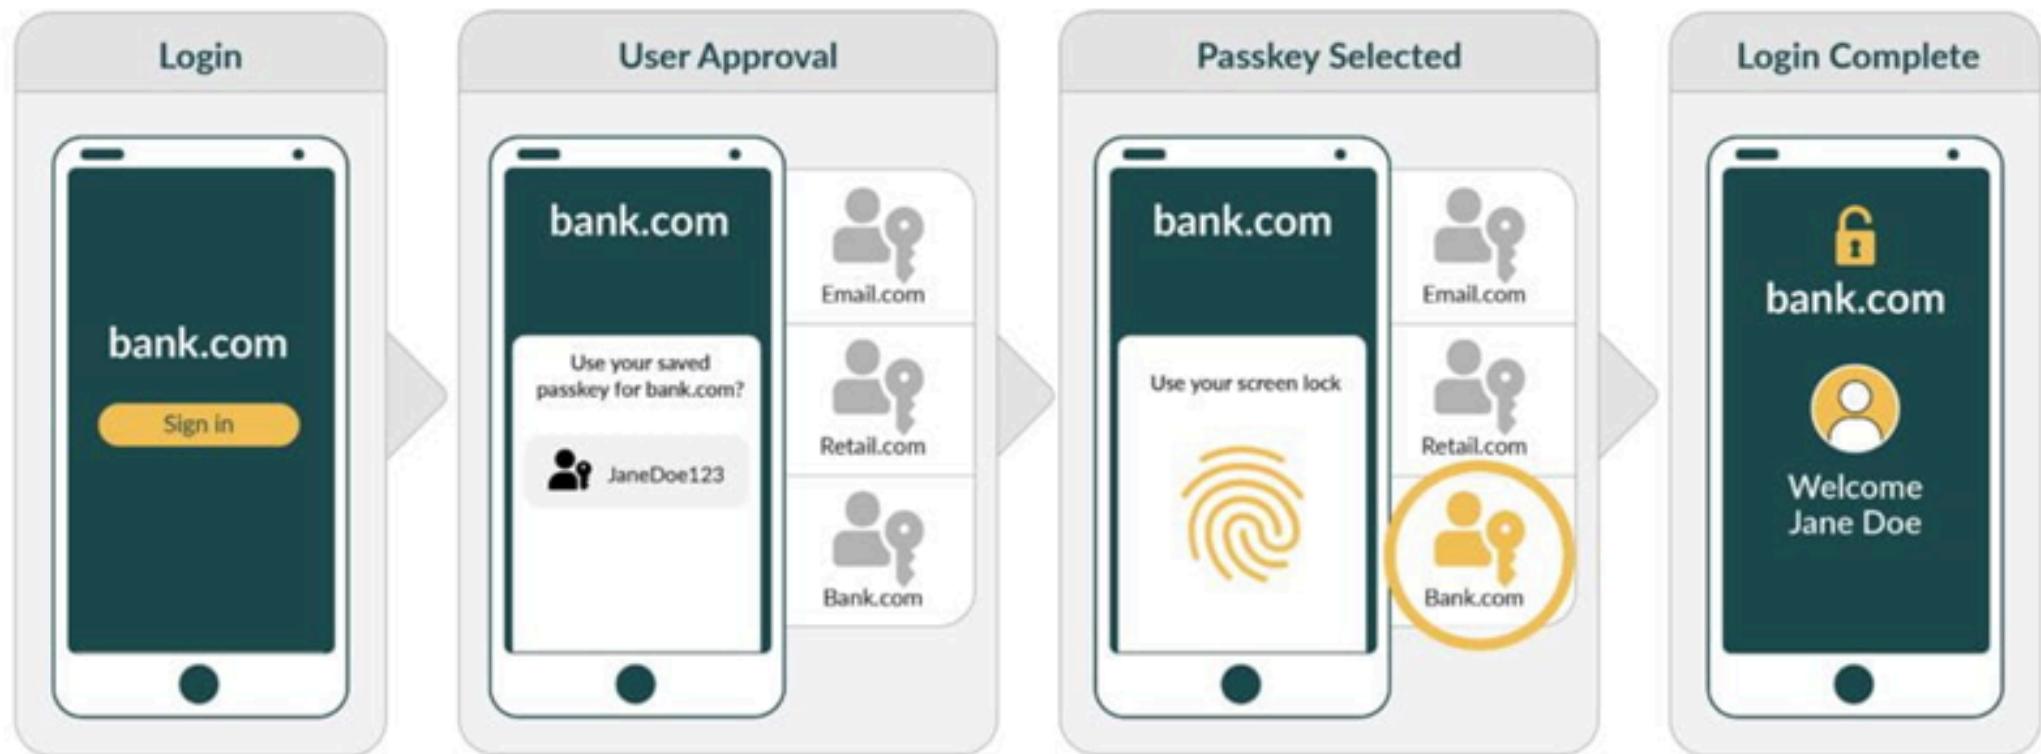 Login
bank.com
Sign in
User Approval
bank.com
Use your saved
passkey for bank.com?
JaneDoe123
Email.com
Retail.com
Bank.com
Passkey Selected
bank.com
Use your screen lock
Email.com
Retail.com
Bank.com
Login Complete
bank.com
Welcome
Jane Doe